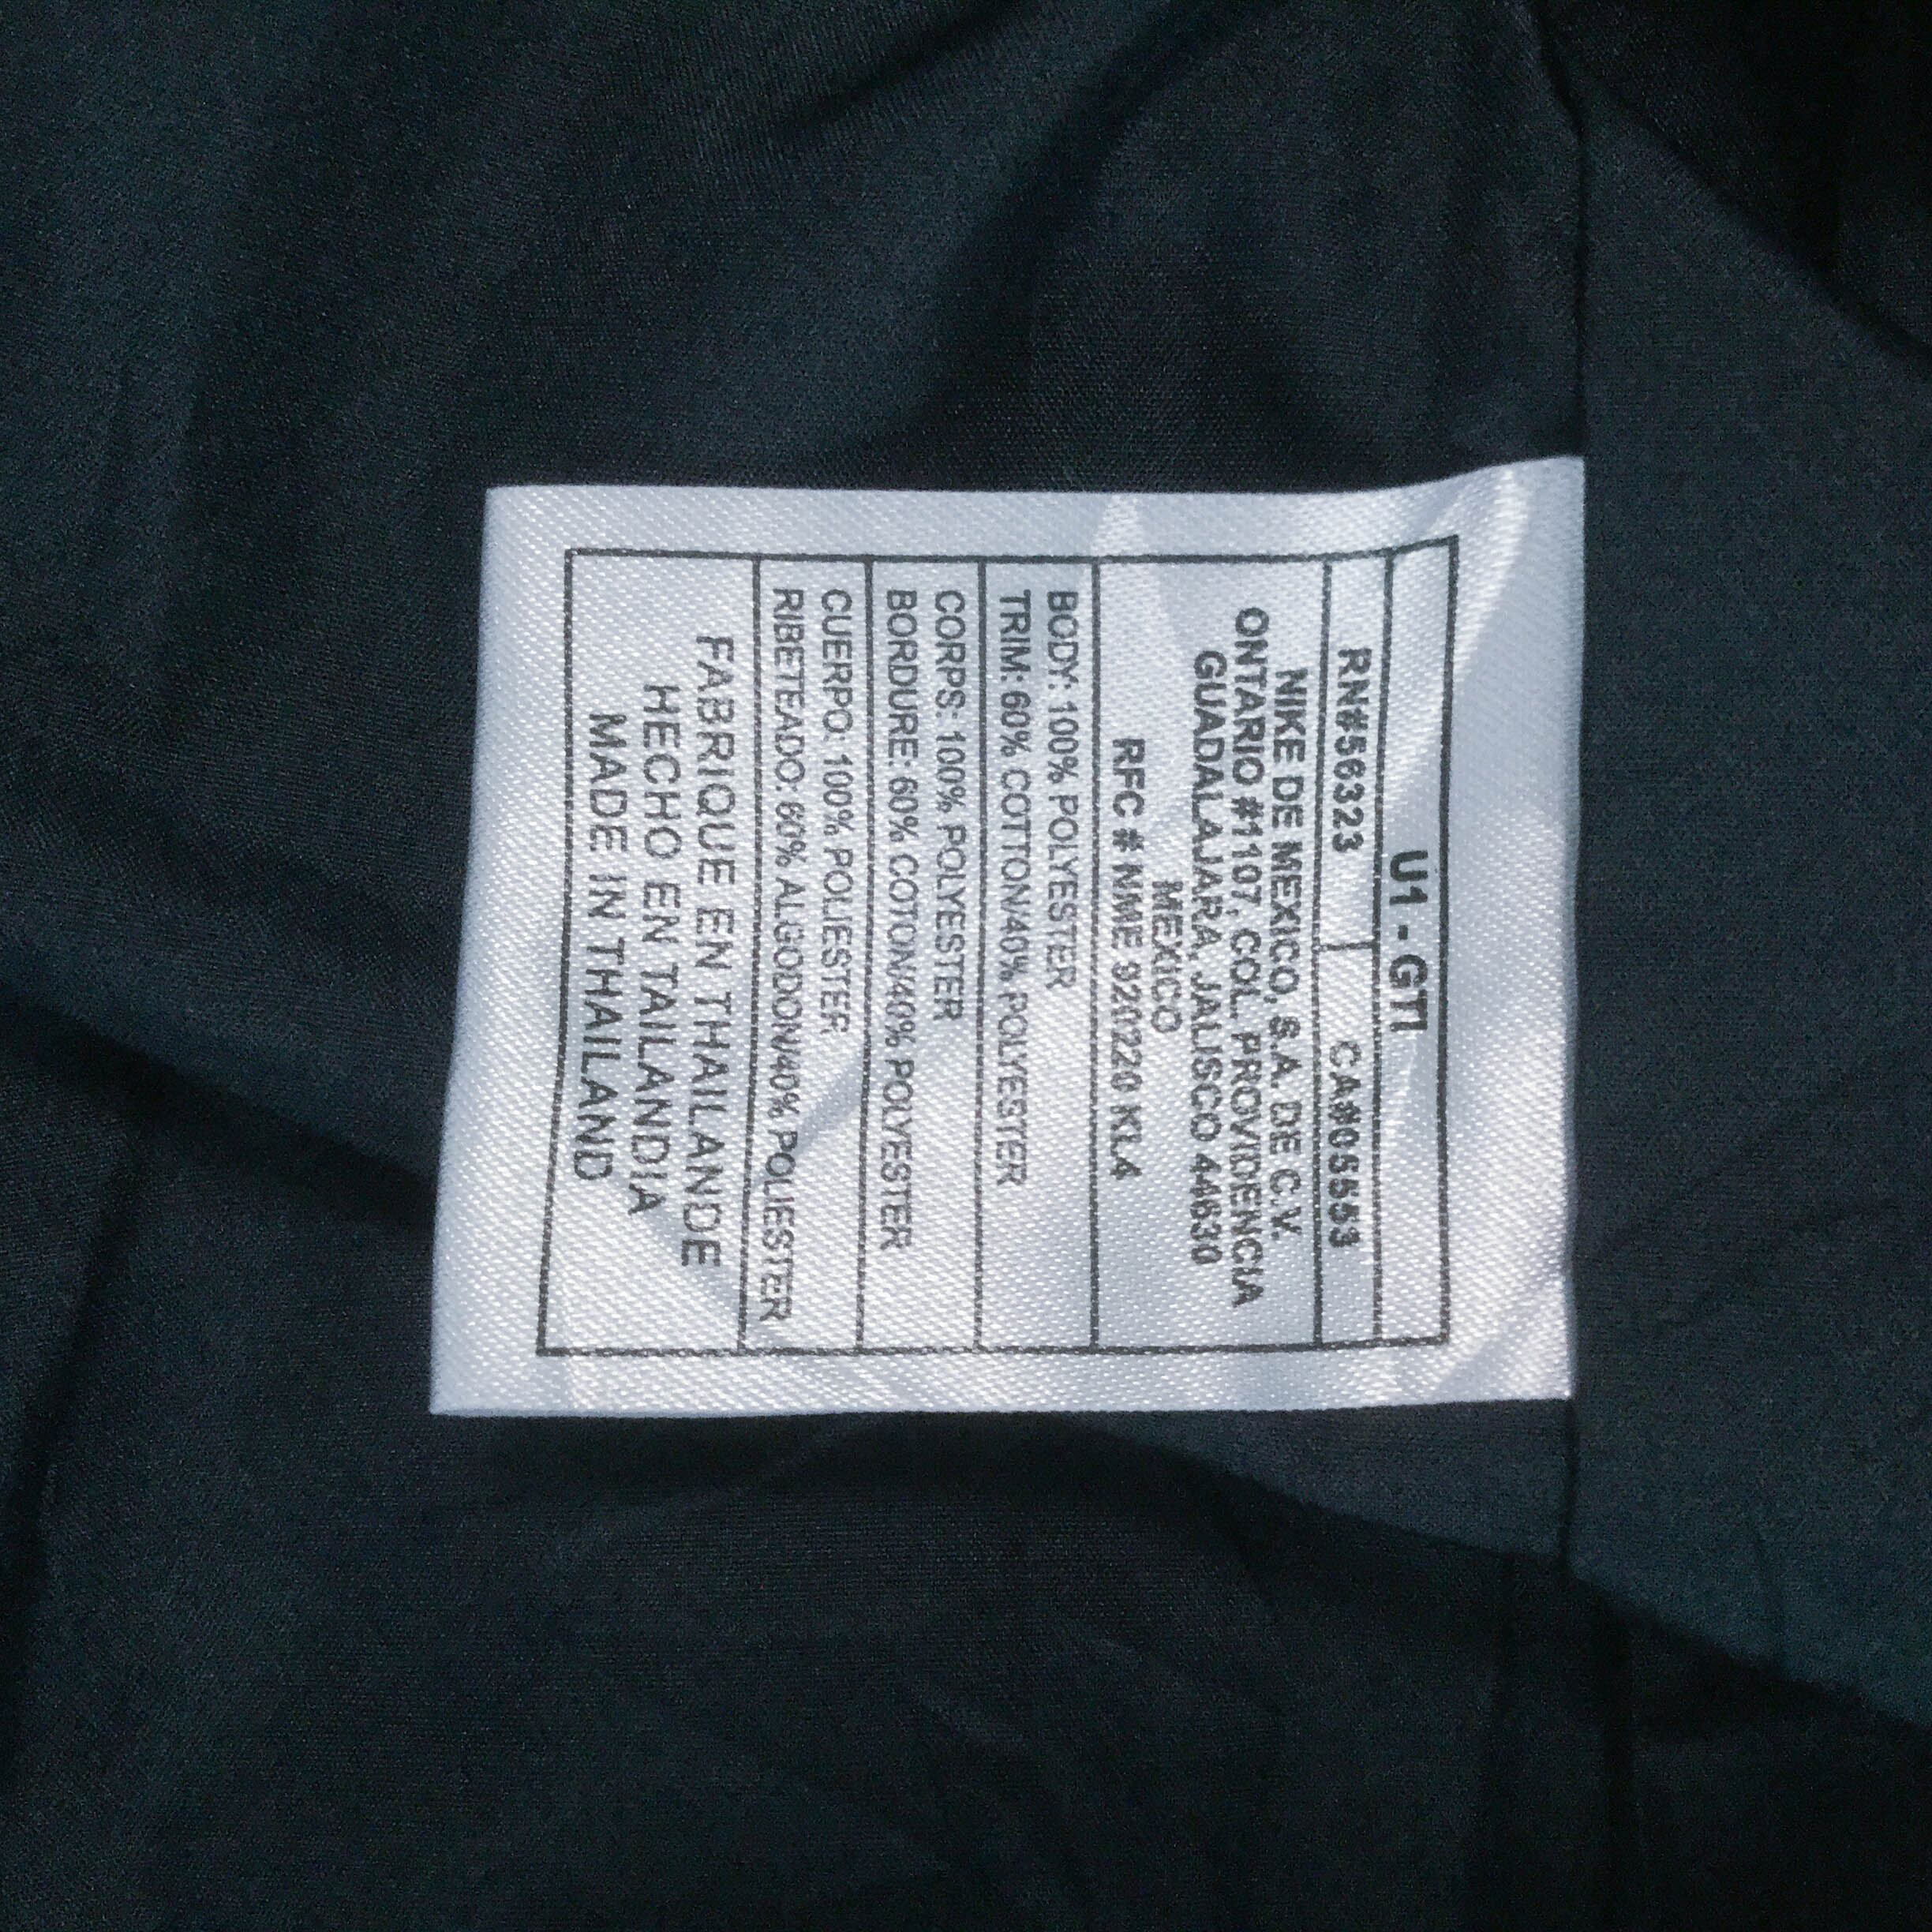 U1 - GTI
RN#56323 CA#05553
NIKE DE MEXICO, S.A. DE C.V.
ONTARIO #1107, COL. PROVIDENCIA
GUADALAJARA, JALISCO 44630
MEXICO
RFC # NME 920220 KL4
BODY: 100% POLYESTER
TRIM: 60% COTTON/40% POLYESTER
CORPS: 100% POLYESTER
BORDURE: 60% COTON/40% POLYESTER
CUERPO: 100% POLIESTER
RIBETEADO: 60% ALGODON/40% POLIESTER
FABRIQUE EN THAILANDE
HECHO EN TAILANDIA
MADE IN THAILAND